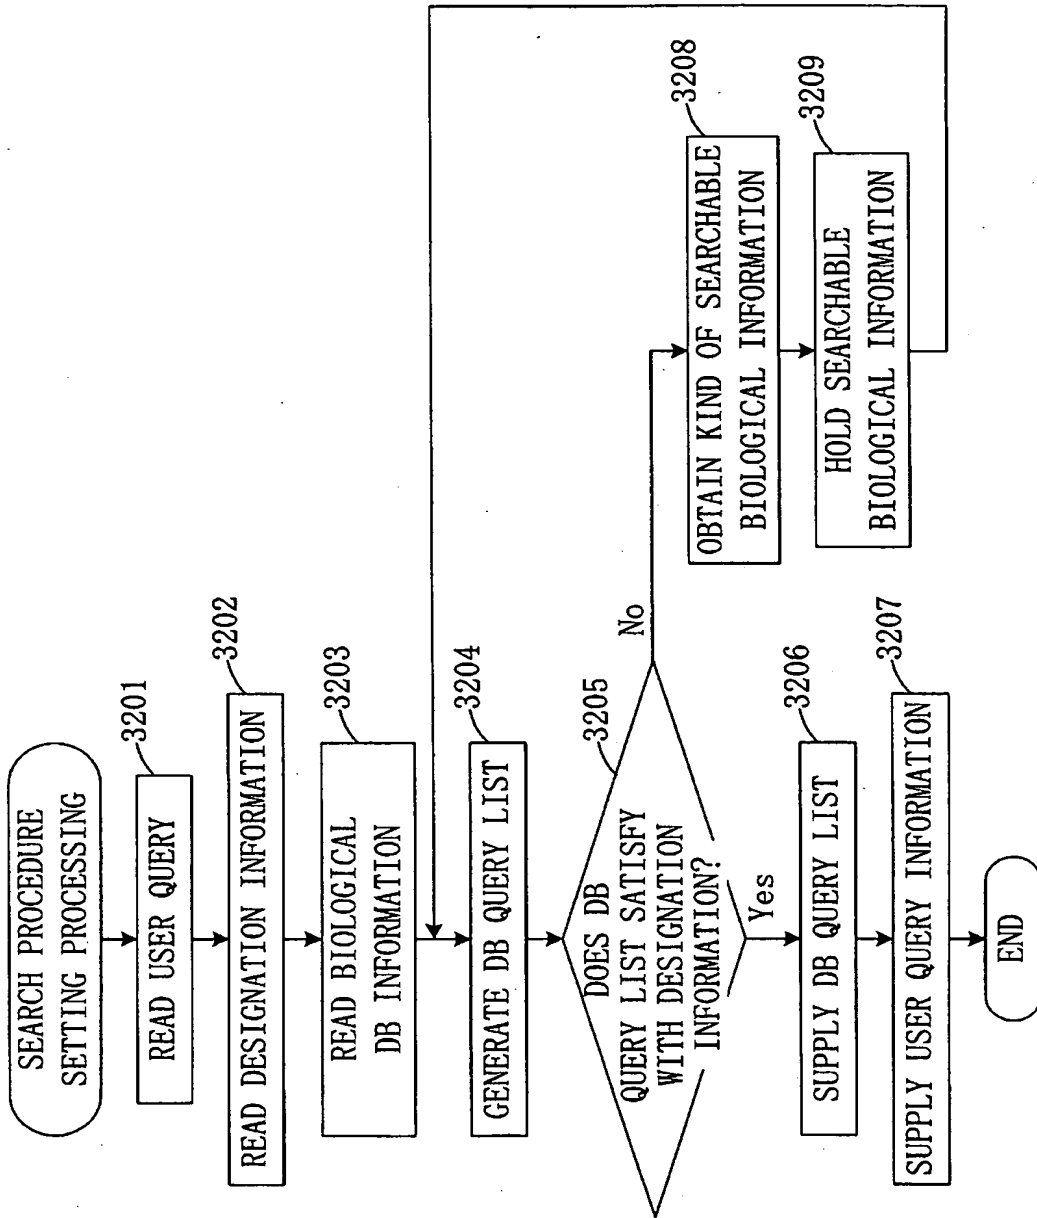 SEARCH PROCEDURE
SETTING PROCESSING
3201
READ USER QUERY
3202
READ DESIGNATION INFORMATION
3203
READ BIOLOGICAL
DB INFORMATION
3204
GENERATE DB QUERY LIST
3205
DOES DB
QUERY LIST SATISFY
WITH DESIGNATION
INFORMATION?
No
Yes
3206
SUPPLY DB QUERY LIST
3207
SUPPLY USER QUERY INFORMATION
END
3208
OBTAIN KIND OF SEARCHABLE
BIOLOGICAL INFORMATION
3209
HOLD SEARCHABLE
BIOLOGICAL INFORMATION